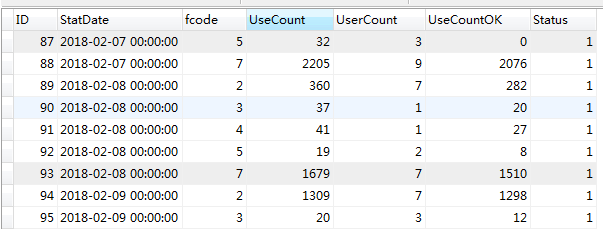 ID StatDate fcode UseCount UserCount UseCountOK Status
87 2018-02-07 00:00:00 5 32 3 0 1
88 2018-02-07 00:00:00 7 2205 9 2076 1
89 2018-02-08 00:00:00 2 360 7 282 1
90 2018-02-08 00:00:00 3 37 1 20 1
91 2018-02-08 00:00:00 4 41 1 27 1
92 2018-02-08 00:00:00 5 19 2 8 1
93 2018-02-08 00:00:00 7 1679 7 1510 1
94 2018-02-09 00:00:00 2 1309 7 1298 1
95 2018-02-09 00:00:00 3 20 3 12 1